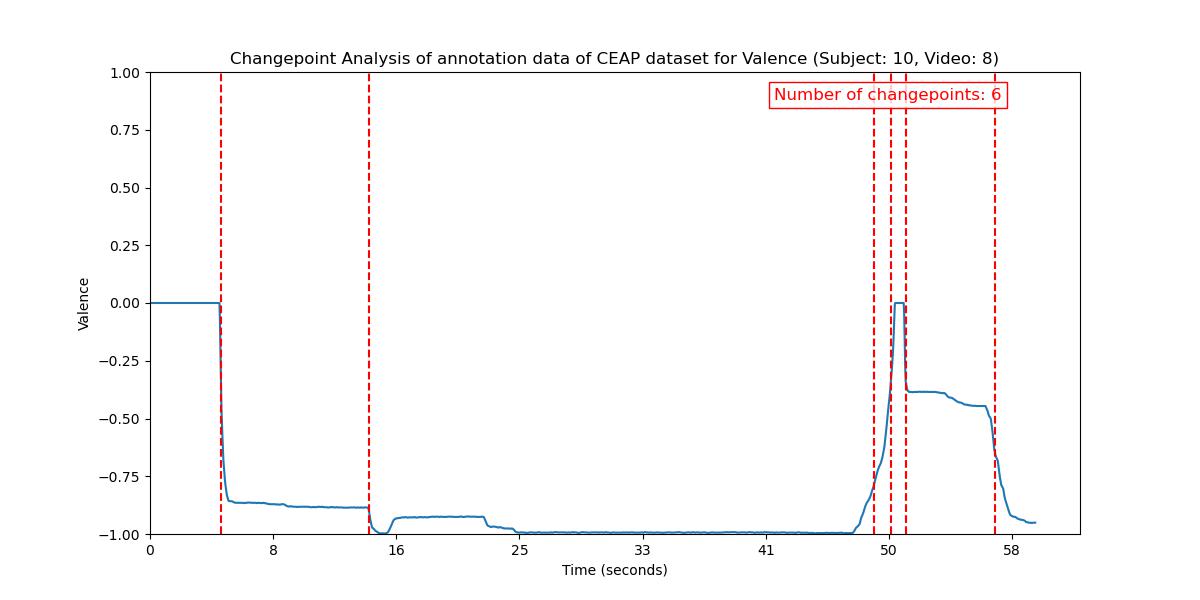 Changepoint Analysis of annotation data of CEAP dataset for Valence (Subject: 10, Video: 8)
Number of changepoints: 6
Valence
1.00
0.75
0.50
0.25
0.00
−0.25
−0.50
−0.75
−1.00
0 8 16 25 33 41 50 58
Time (seconds)